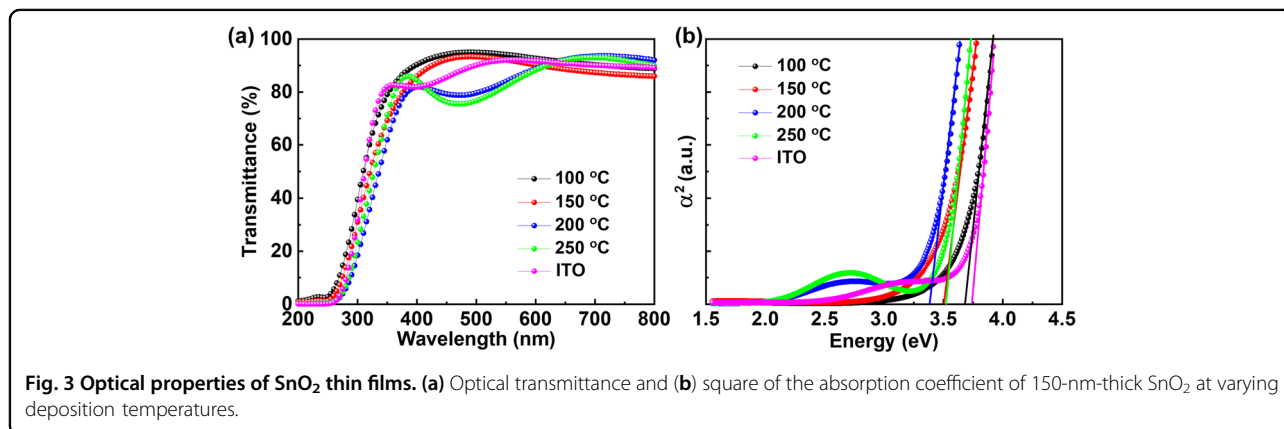 (a)
100
80
60
40
20
0
Transmittance (%)
100 °C
150 °C
200 °C
250 °C
ITO
200 300 400 500 600 700 800
Wavelength (nm)
(b)
α² (a.u.)
100 °C
150 °C
200 °C
250 °C
ITO
1.5 2.0 2.5 3.0 3.5 4.0 4.5
Energy (eV)
Fig. 3 Optical properties of SnO₂ thin films. (a) Optical transmittance and (b) square of the absorption coefficient of 150-nm-thick SnO₂ at varying
deposition temperatures.